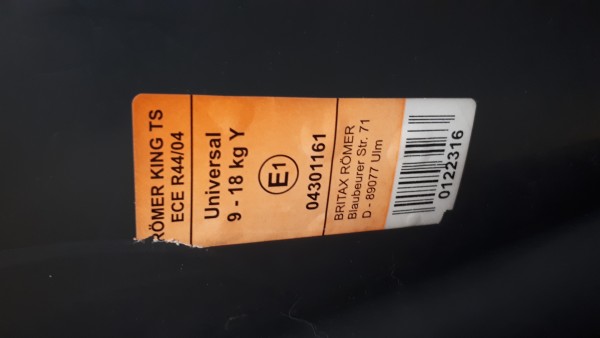 RÖMER KING TS
ECE R44/04
Universal
9 - 18 kg Y
E1
04301161
BRITAX RÖMER
Blaubeurer Str. 71
D - 89077 Ulm
0122316